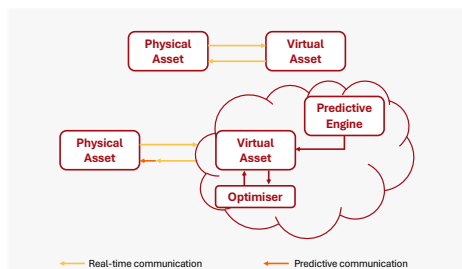 Physical
Asset
Virtual
Asset
Predictive
Engine
Physical
Asset
Virtual
Asset
Optimiser
Real-time communication
Predictive communication